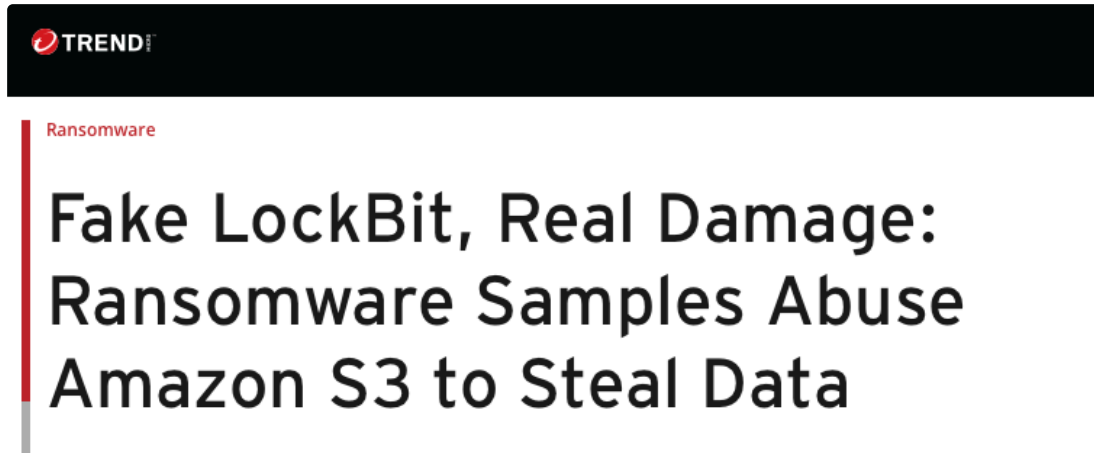 TREND
Ransomware
Fake LockBit, Real Damage:
Ransomware Samples Abuse
Amazon S3 to Steal Data